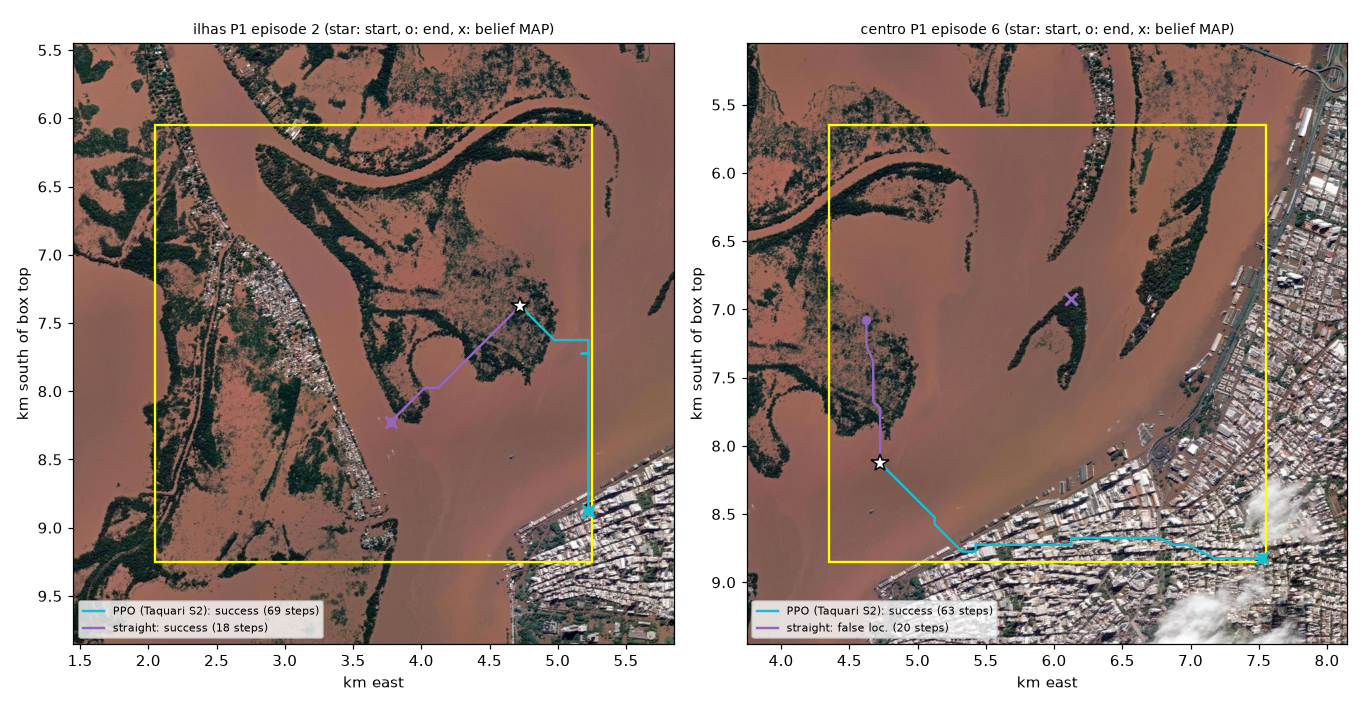 ilhas P1 episode 2 (star: start, o: end, x: belief MAP)
5.5
6.0
6.5
7.0
7.5
8.0
8.5
9.0
9.5
km south of box top
PPO (Taquari S2): success (69 steps)
straight: success (18 steps)
1.5 2.0 2.5 3.0 3.5 4.0 4.5 5.0 5.5
km east
centro P1 episode 6 (star: start, o: end, x: belief MAP)
5.5
6.0
6.5
7.0
7.5
8.0
8.5
9.0
km south of box top
PPO (Taquari S2): success (63 steps)
straight: false loc. (20 steps)
4.0 4.5 5.0 5.5 6.0 6.5 7.0 7.5 8.0
km east